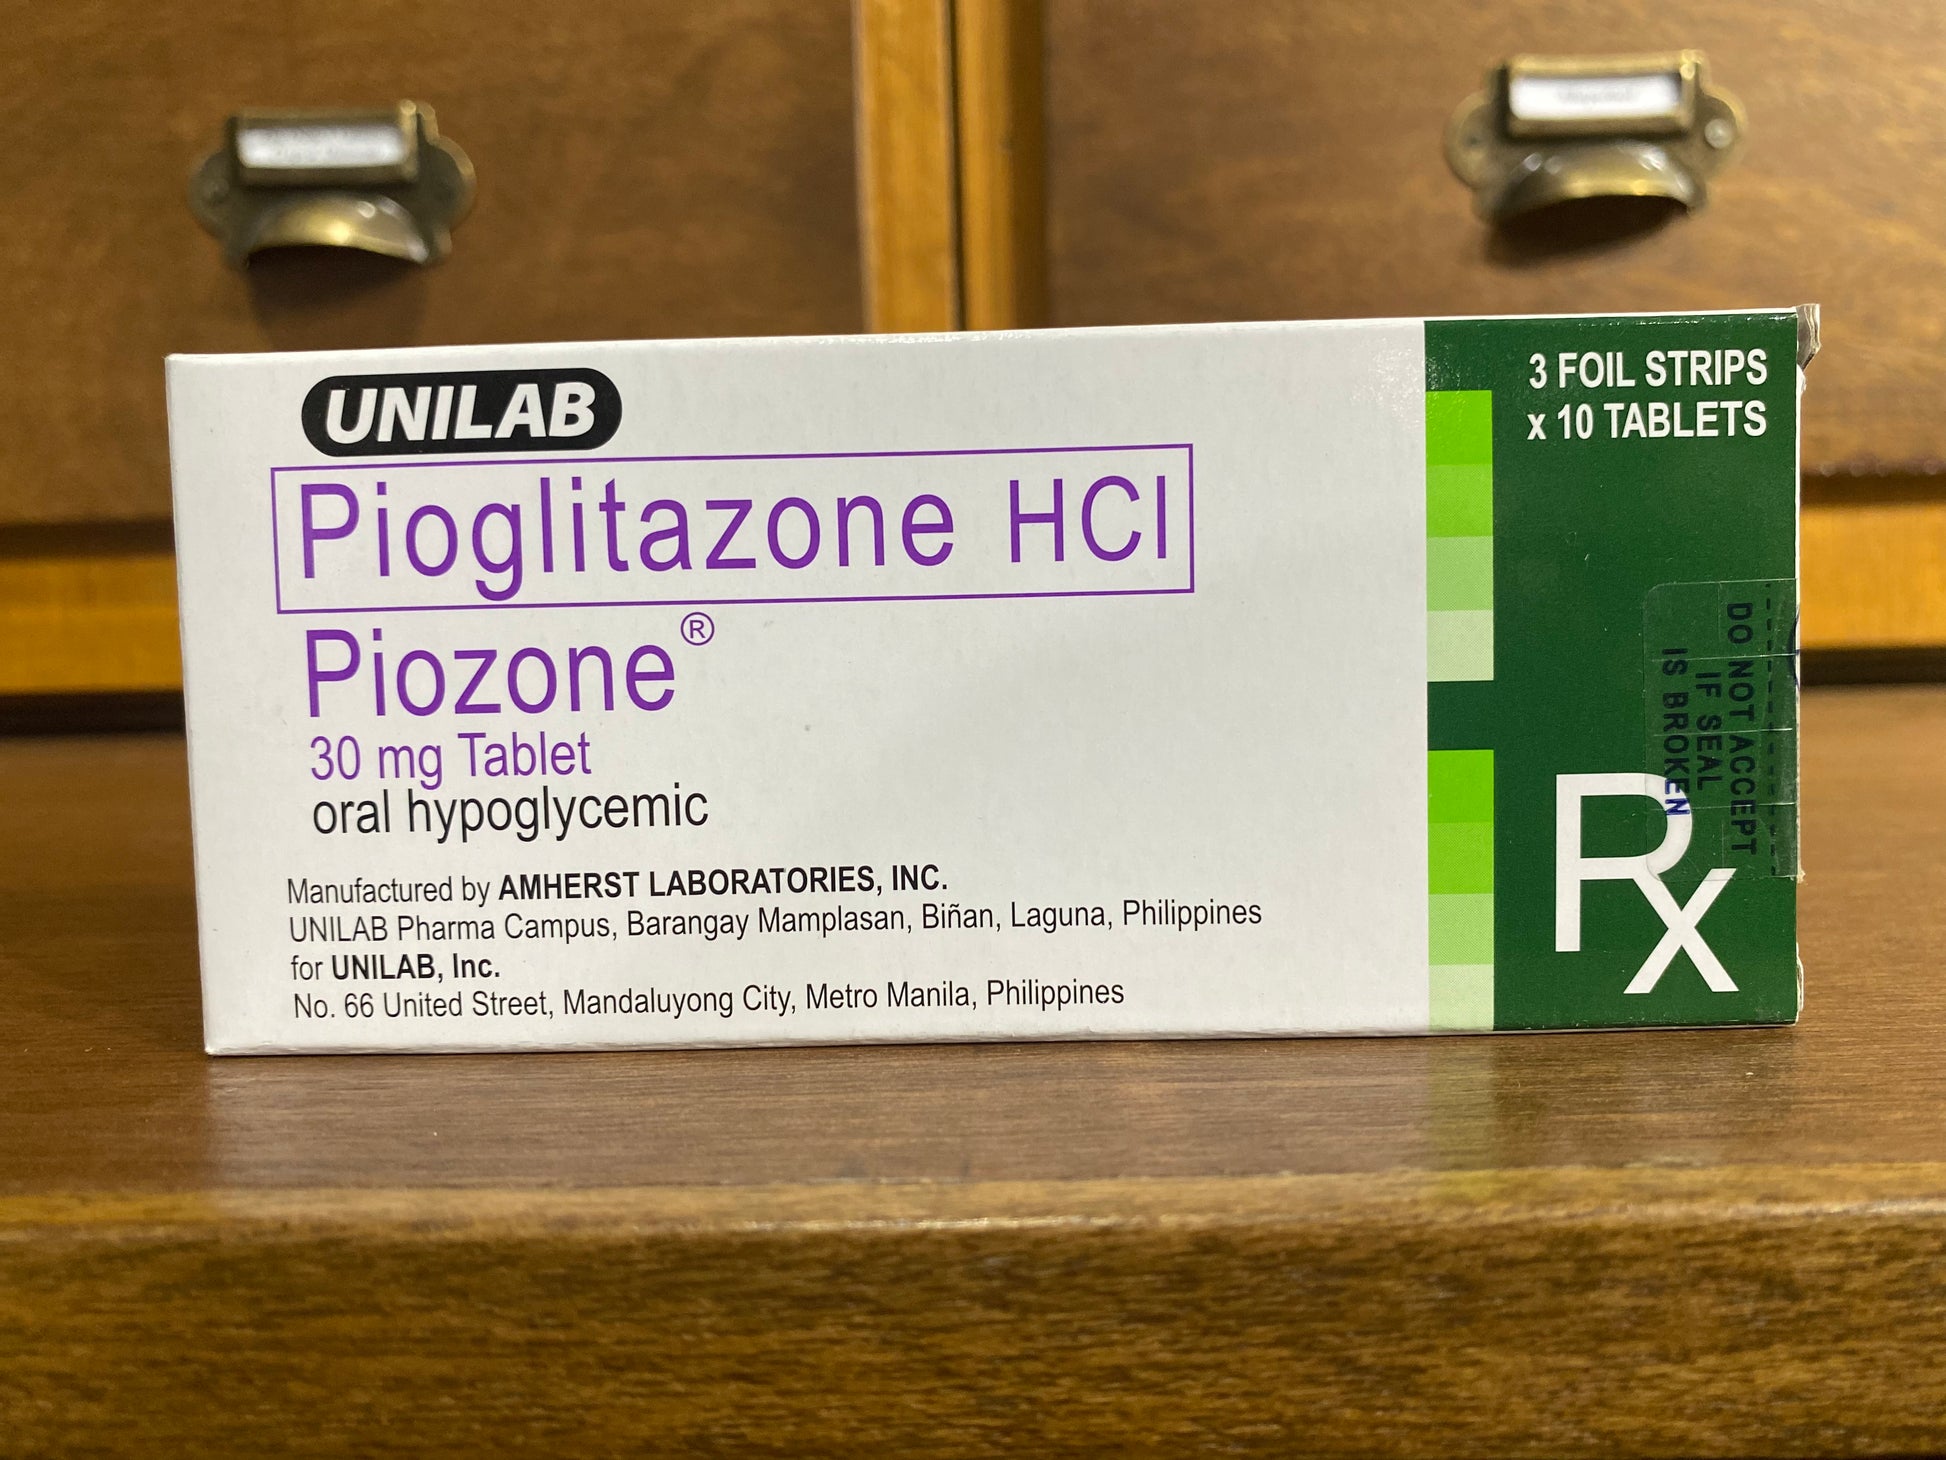 UNILAB
Pioglitazone HCl
Piozone®
30 mg Tablet
oral hypoglycemic
Manufactured by AMHERST LABORATORIES, INC.
UNILAB Pharma Campus, Barangay Mamplasan, Biñan, Laguna, Philippines
for UNILAB, Inc.
No. 66 United Street, Mandaluyong City, Metro Manila, Philippines
3 FOIL STRIPS
x 10 TABLETS
DO NOT ACCEPT
IF SEAL
IS BROKEN
Rx